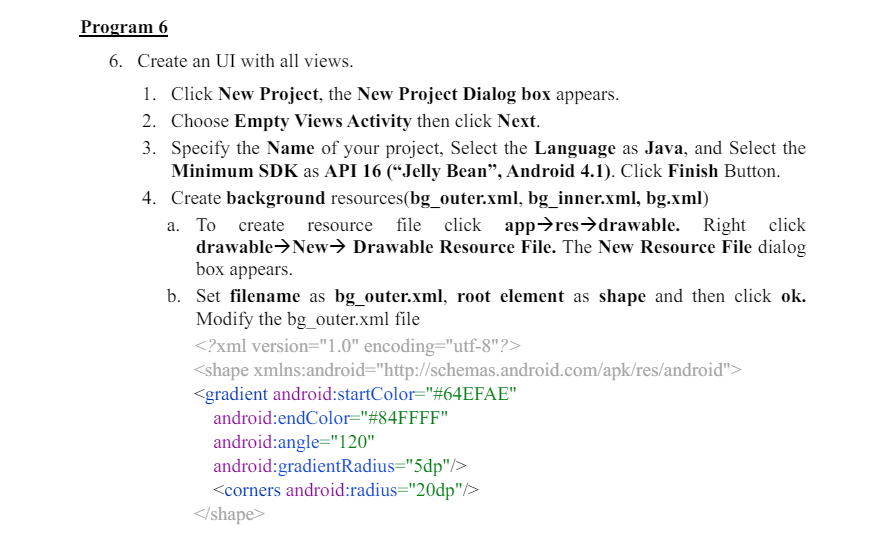 Program 6
6. Create an UI with all views.
1. Click New Project, the New Project Dialog box appears.
2. Choose Empty Views Activity then click Next.
3. Specify the Name of your project, Select the Language as Java, and Select the
Minimum SDK as API 16 (“Jelly Bean”, Android 4.1). Click Finish Button.
4. Create background resources(bg_outer.xml, bg_inner.xml, bg.xml)
a. To create resource file click app→res→drawable. Right click
drawable→New→ Drawable Resource File. The New Resource File dialog
box appears.
b. Set filename as bg_outer.xml, root element as shape and then click ok.
Modify the bg_outer.xml file
<?xml version="1.0" encoding="utf-8"?>
<shape xmlns:android="http://schemas.android.com/apk/res/android">
<gradient android:startColor="#64EFAE"
android:endColor="#84FFFF"
android:angle="120"
android:gradientRadius="5dp"/>
<corners android:radius="20dp"/>
</shape>